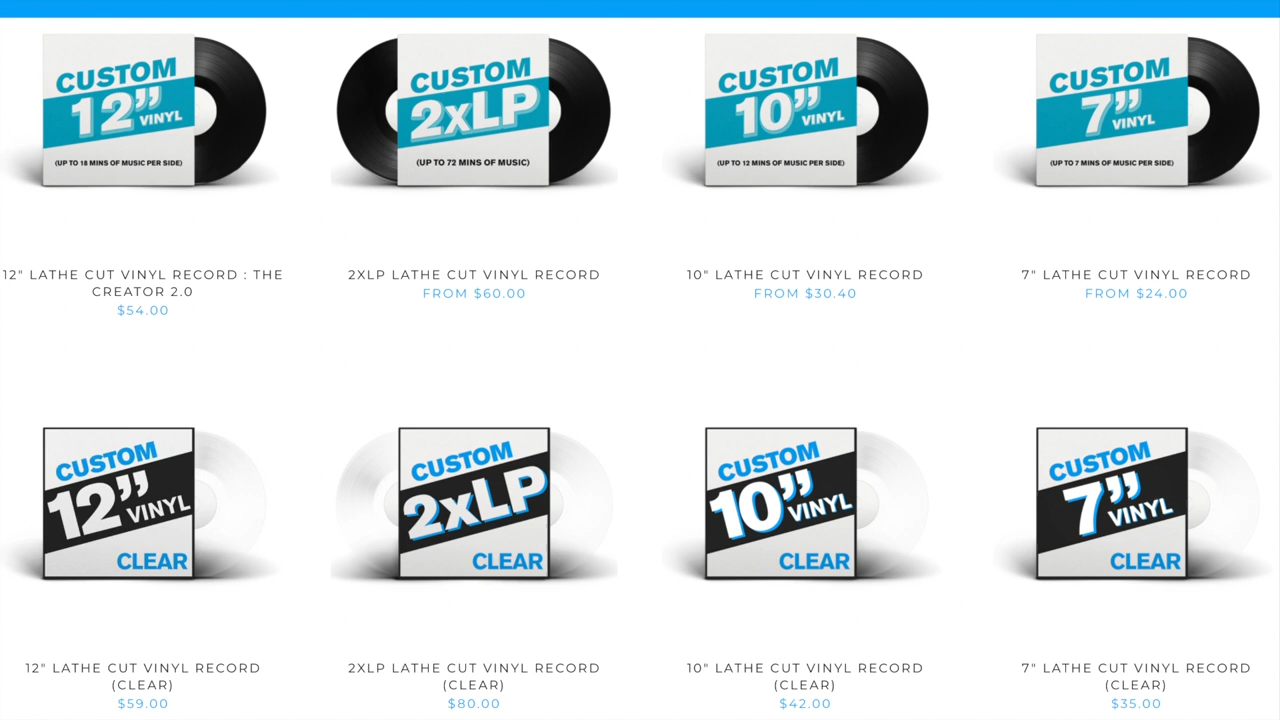 CUSTOM
12”
VINYL
(UP TO 18 MINS OF MUSIC PER SIDE)
CUSTOM
2xLP
(UP TO 72 MINS OF MUSIC)
CUSTOM
10”
VINYL
(UP TO 12 MINS OF MUSIC PER SIDE)
CUSTOM
7”
VINYL
(UP TO 7 MINS OF MUSIC PER SIDE)
12" LATHE CUT VINYL RECORD : THE
CREATOR 2.0
$54.00
2XLP LATHE CUT VINYL RECORD
FROM $60.00
10" LATHE CUT VINYL RECORD
FROM $30.40
7" LATHE CUT VINYL RECORD
FROM $24.00
CUSTOM
12”
VINYL
CLEAR
CUSTOM
2xLP
CLEAR
CUSTOM
10”
VINYL
CLEAR
CUSTOM
7”
VINYL
CLEAR
12" LATHE CUT VINYL RECORD
(CLEAR)
$59.00
2XLP LATHE CUT VINYL RECORD
(CLEAR)
$80.00
10" LATHE CUT VINYL RECORD
(CLEAR)
$42.00
7" LATHE CUT VINYL RECORD
(CLEAR)
$35.00